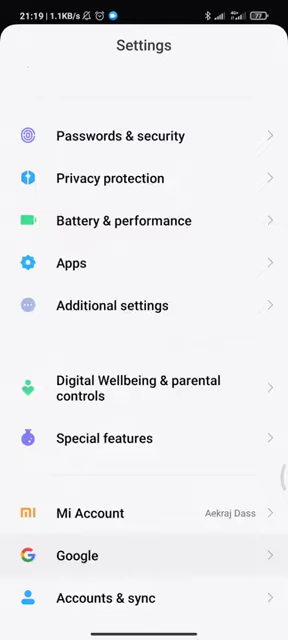 21:19 | 1.1KB/s
77
Settings
Passwords & security
Privacy protection
Battery & performance
Apps
Additional settings
Digital Wellbeing & parental
controls
Special features
Mi Account
Aekraj Dass
Google
Accounts & sync